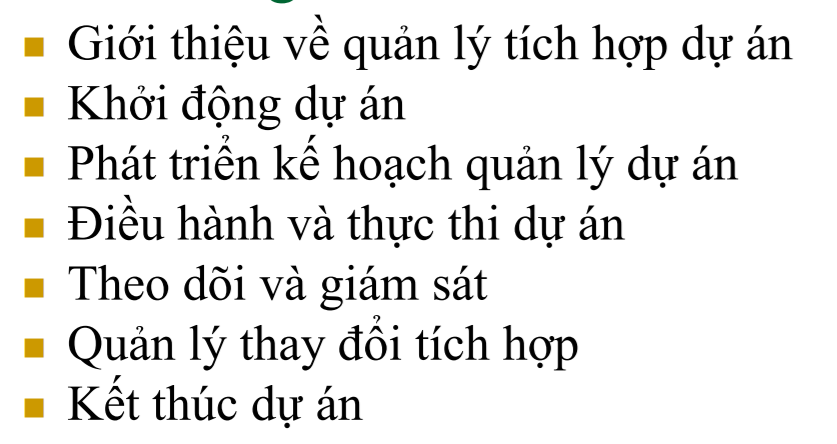 Giới thiệu về quản lý tích hợp dự án
Khởi động dự án
Phát triển kế hoạch quản lý dự án
Điều hành và thực thi dự án
Theo dõi và giám sát
Quản lý thay đổi tích hợp
Kết thúc dự án